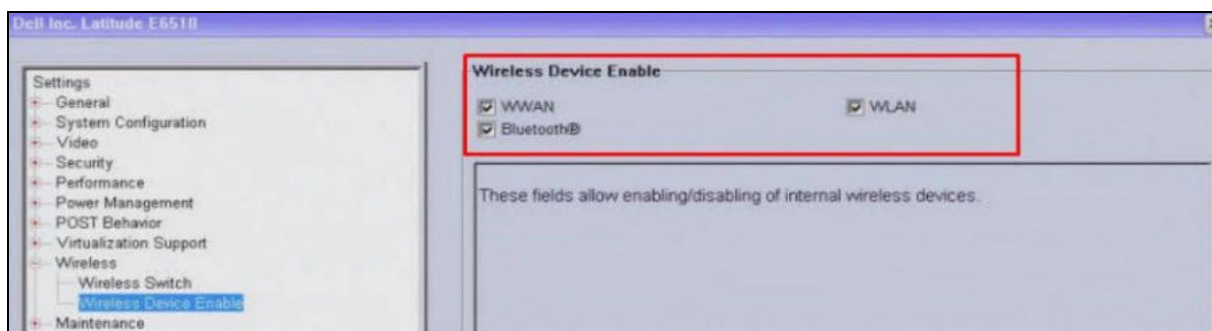 Dell Inc. Latitude E6510
Settings
General
System Configuration
Video
Security
Performance
Power Management
POST Behavior
Virtualization Support
Wireless
Wireless Switch
Wireless Device Enable
Maintenance
Wireless Device Enable
WWAN
WLAN
Bluetooth®
These fields allow enabling/disabling of internal wireless devices.